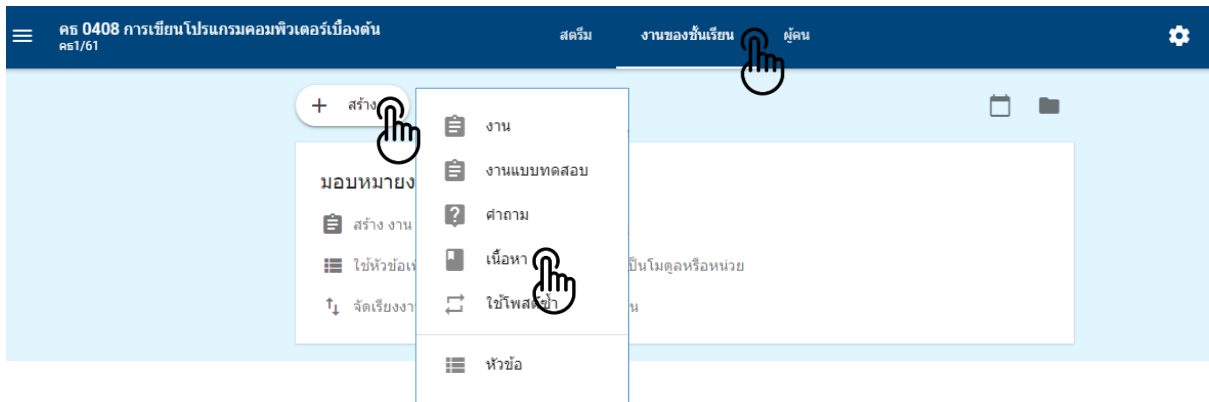 คธ 0408 การเขียนโปรแกรมคอมพิวเตอร์เบื้องต้น
คธ1/61
สตรีม งานของชั้นเรียน ผู้คน
+ สร้าง
งาน
งานแบบทดสอบ
มอบหมายง
คำถาม
สร้าง งาน
เนื้อหา
ใช้หัวข้อเ ป็นโมดูลหรือหน่วย
ใช้โพสต์ซ้ำ
จัดเรียงงา น
หัวข้อ